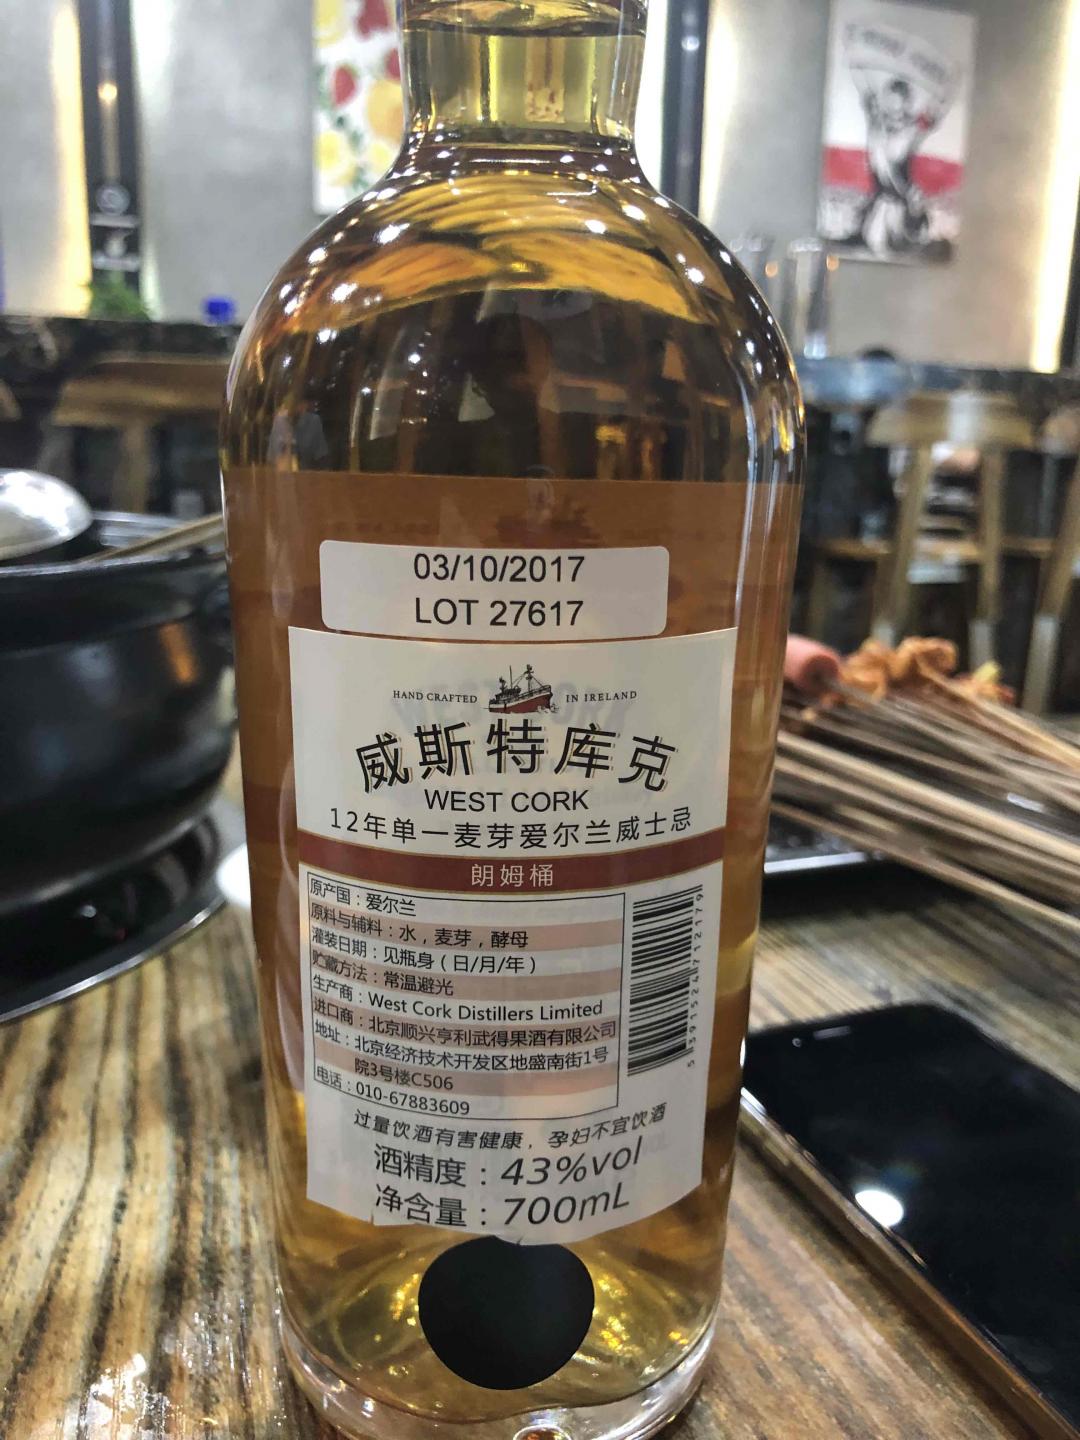 03/10/2017
LOT 27617
HAND CRAFTED IN IRELAND
威斯特库克
WEST CORK
12年单一麦芽爱尔兰威士忌
朗姆桶
原产国：爱尔兰
原料与辅料：水，麦芽，酵母
灌装日期：见瓶身（日/月/年）
贮藏方法：常温避光
生产商：West Cork Distillers Limited
进口商：北京顺兴亨利武得果酒有限公司
地址：北京经济技术开发区地盛南街1号
院3号楼C506
电话：010-67883609
5391524712179
过量饮酒有害健康，孕妇不宜饮酒
酒精度：43%vol
净含量：700mL